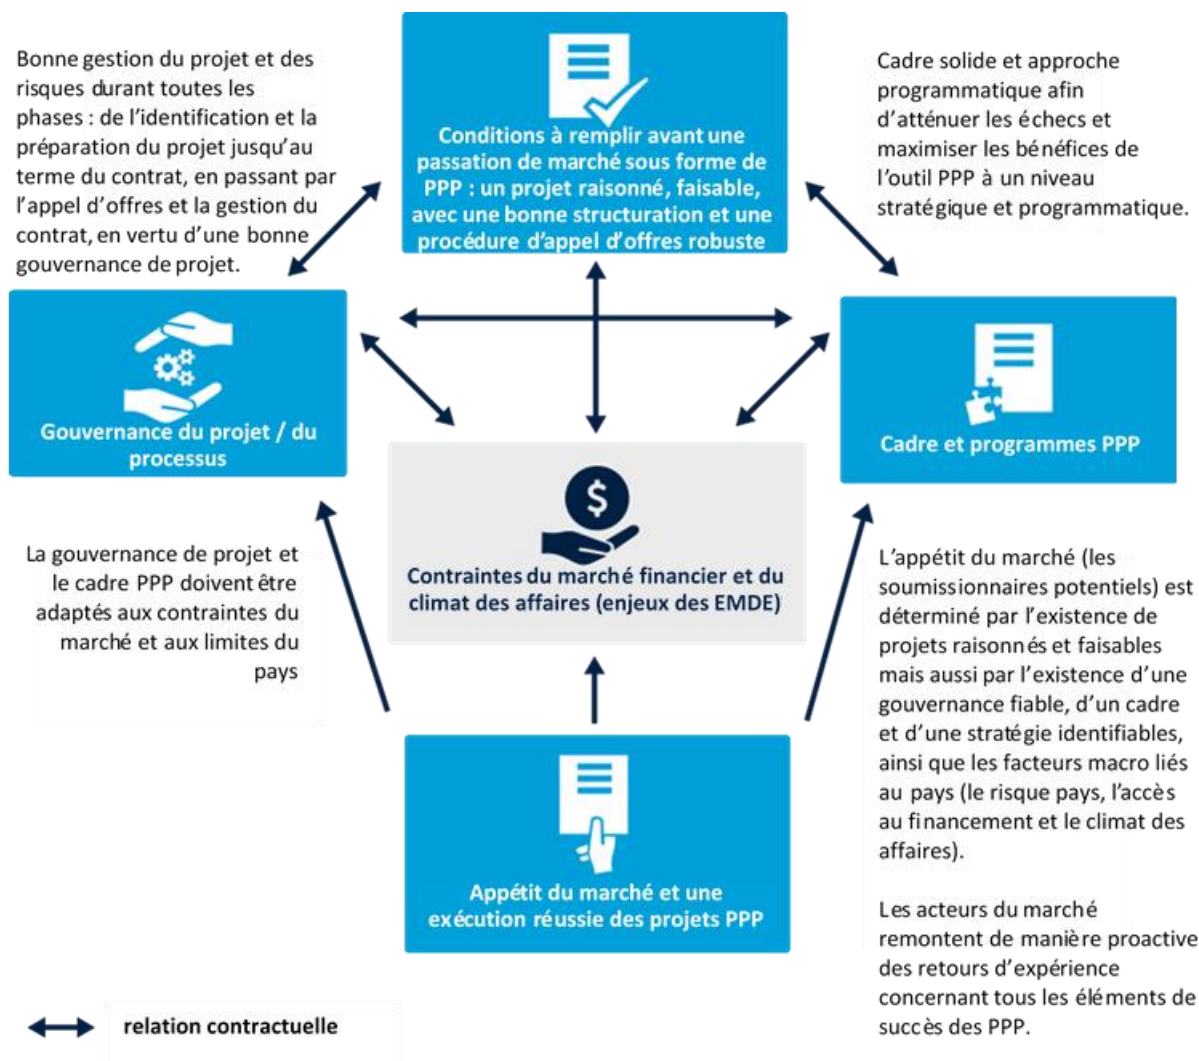 Bonne gestion du projet et des
risques durant toutes les
phases : de l’identification et la
préparation du projet jusqu’au
terme du contrat, en passant par
l’appel d’offres et la gestion du
contrat, en vertu d’une bonne
gouvernance de projet.
Conditions à remplir avant une
passation de marché sous forme de
PPP : un projet raisonné, faisable,
avec une bonne structuration et une
procédure d’appel d’offres robuste
Cadre solide et approche
programmatique afin
d’atténuer les échecs et
maximiser les bénéfices de
l’outil PPP à un niveau
stratégique et programmatique.
Gouvernance du projet / du
processus
Cadre et programmes PPP
$
Contraintes du marché financier et du
climat des affaires (enjeux des EMDE)
La gouvernance de projet et
le cadre PPP doivent être
adaptés aux contraintes du
marché et aux limites du
pays
L’appétit du marché (les
soumissionnaires potentiels) est
déterminé par l’existence de
projets raisonnés et faisables
mais aussi par l’existence d’une
gouvernance fiable, d’un cadre
et d’une stratégie identifiables,
ainsi que les facteurs macro liés
au pays (le risque pays, l’accès
au financement et le climat des
affaires).
Les acteurs du marché
remontent de manière proactive
des retours d’expérience
concernant tous les éléments de
succès des PPP.
Appétit du marché et une
exécution réussie des projets PPP
relation contractuelle